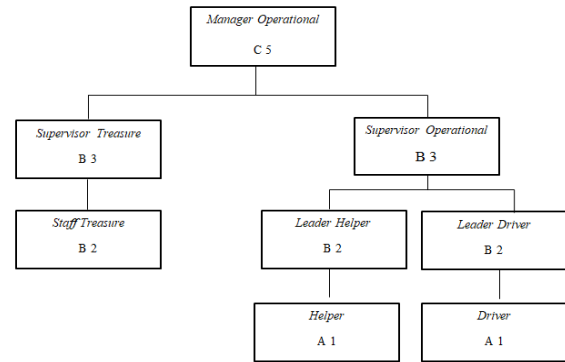 Manager Operational
C 5
Supervisor Treasure
B 3
Supervisor Operational
B 3
Staff Treasure
B 2
Leader Helper
B 2
Leader Driver
B 2
Helper
A 1
Driver
A 1